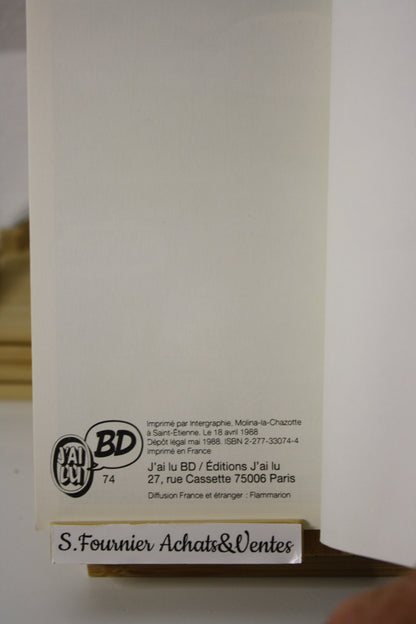 Imprimé par Intergraphie, Molina-la-Chazotte
à Saint-Étienne. Le 18 avril 1988
Dépôt légal mai 1988. ISBN 2-277-33074-4
Imprimé en France
J'AI LU
BD
74
J'ai lu BD / Éditions J'ai lu
27, rue Cassette 75006 Paris
Diffusion France et étranger : Flammarion
S.Fournier Achats&Ventes